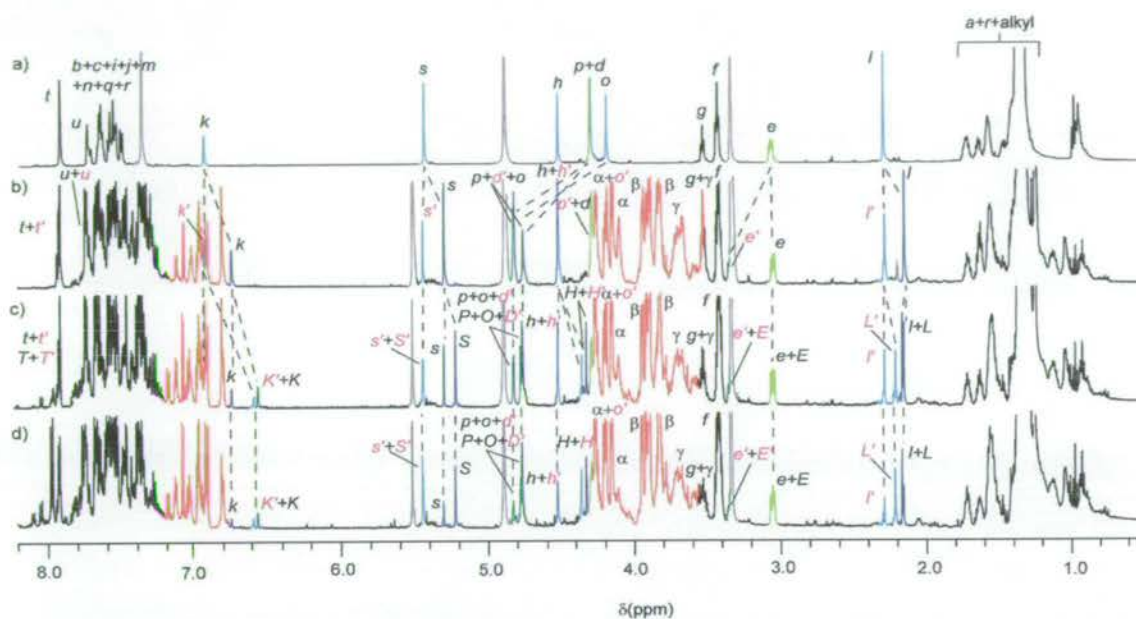 a+r+alkyl
a)
b+c+i+j+m
+n+q+r
t
u
k
s
h
p+d
o
g
f
e
l
b)
u+u'
t+t'
k'
k
s'
s
p+d'+o
h+h'
o'+d
α+o'
α
β
β
γ
g+γ
f
e'
e
l'
l
c)
t+t'
T+T'
k
K'+K
s'+S'
s
S
p+o+d'
P+O+D'
h+h'
H+H'
α+o'
α
β
β
γ
g+γ
f
e'+E'
e+E
L'
l'
l+L
d)
k
K'+K
s'+S'
s
S
p+o+d'
P+O+D'
h+h'
H+H'
α+o'
α
β
β
γ
g+γ
f
e'+E'
e+E
L'
l'
l+L
8.0 7.0 6.0 5.0 4.0 3.0 2.0 1.0
δ(ppm)